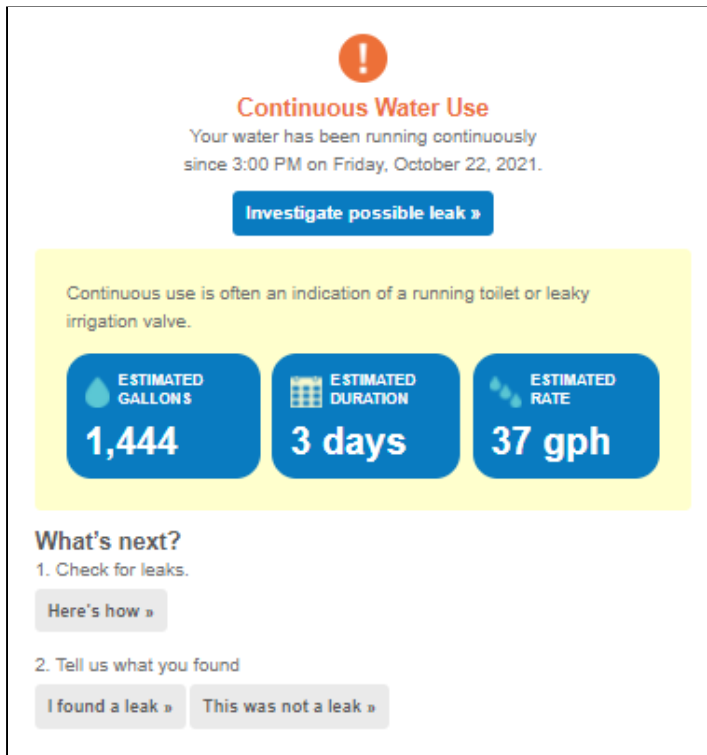 !
Continuous Water Use
Your water has been running continuously
since 3:00 PM on Friday, October 22, 2021.
Investigate possible leak »
Continuous use is often an indication of a running toilet or leaky
irrigation valve.
ESTIMATED
GALLONS
1,444
ESTIMATED
DURATION
3 days
ESTIMATED
RATE
37 gph
What's next?
1. Check for leaks.
Here's how »
2. Tell us what you found
I found a leak »
This was not a leak »